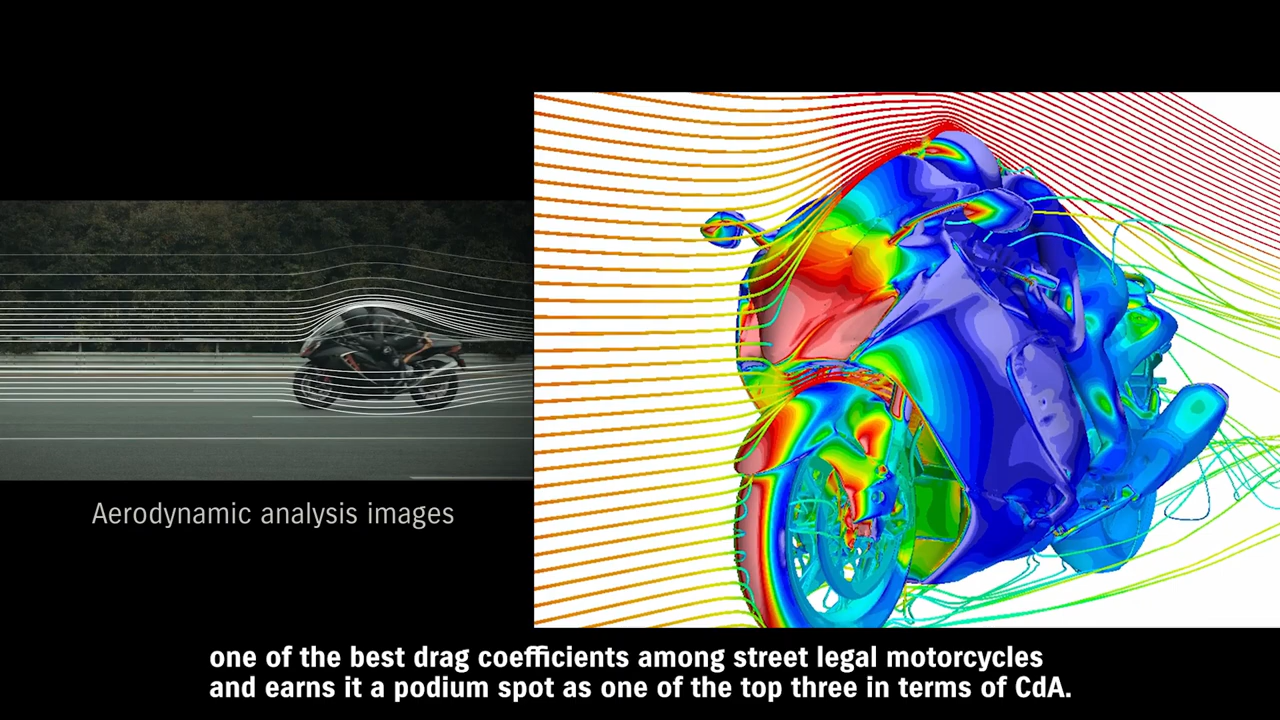 Aerodynamic analysis images
one of the best drag coefficients among street legal motorcycles
and earns it a podium spot as one of the top three in terms of CdA.